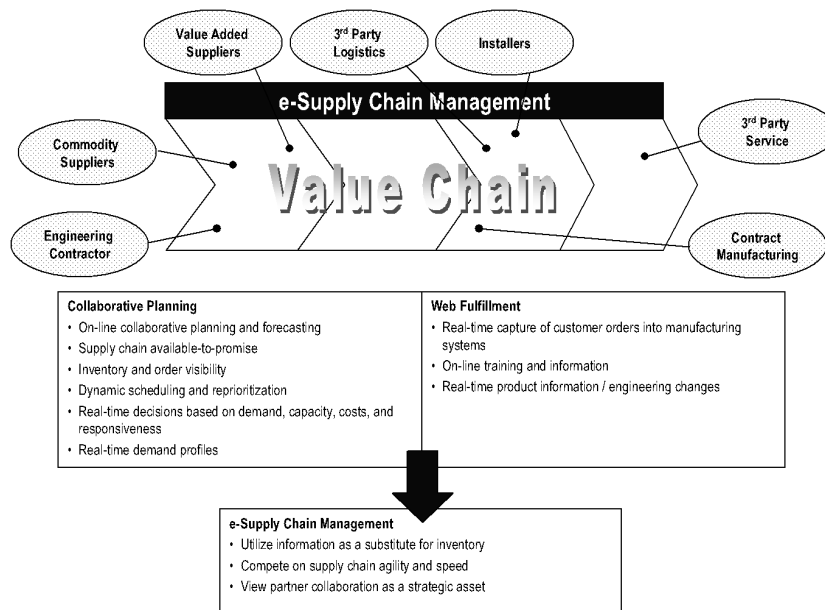 Value Added
Suppliers
3rd Party
Logistics
Installers
e-Supply Chain Management
Commodity
Suppliers
3rd Party
Service
Value Chain
Engineering
Contractor
Contract
Manufacturing
Collaborative Planning
• On-line collaborative planning and forecasting
• Supply chain available-to-promise
• Inventory and order visibility
• Dynamic scheduling and reprioritization
• Real-time decisions based on demand, capacity, costs, and
responsiveness
• Real-time demand profiles
Web Fulfillment
• Real-time capture of customer orders into manufacturing
systems
• On-line training and information
• Real-time product information / engineering changes
e-Supply Chain Management
• Utilize information as a substitute for inventory
• Compete on supply chain agility and speed
• View partner collaboration as a strategic asset